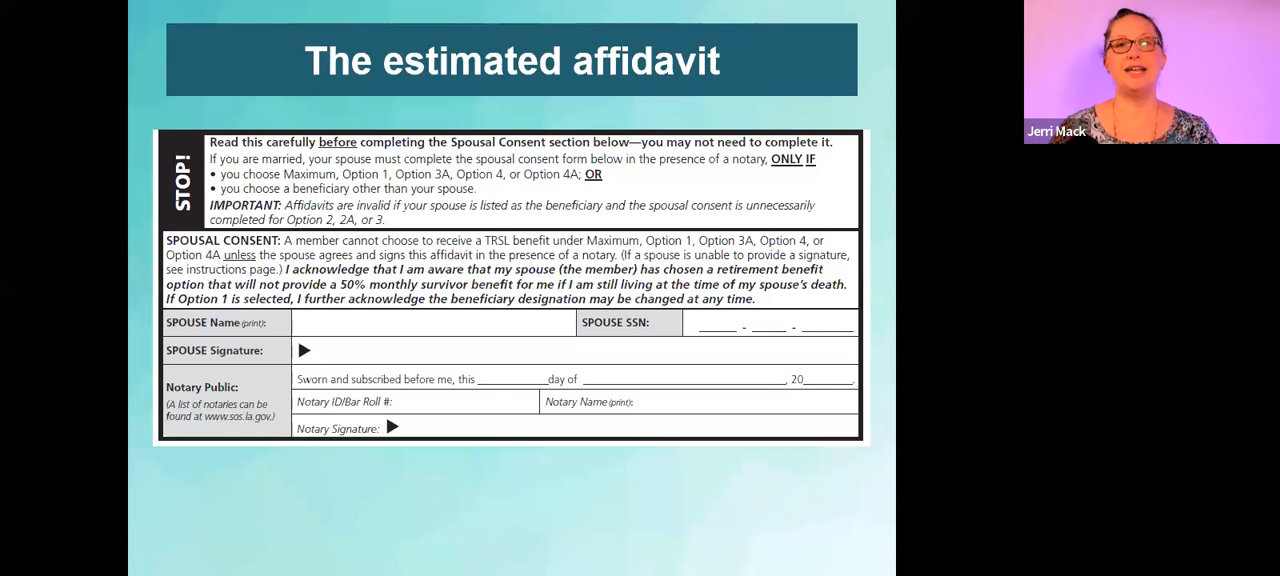 The estimated affidavit
STOP!
Read this carefully before completing the Spousal Consent section below—you may not need to complete it.
If you are married, your spouse must complete the spousal consent form below in the presence of a notary, ONLY IF
• you choose Maximum, Option 1, Option 3A, Option 4, or Option 4A; OR
• you choose a beneficiary other than your spouse.
IMPORTANT: Affidavits are invalid if your spouse is listed as the beneficiary and the spousal consent is unnecessarily
completed for Option 2, 2A, or 3.
SPOUSAL CONSENT: A member cannot choose to receive a TRSL benefit under Maximum, Option 1, Option 3A, Option 4, or
Option 4A unless the spouse agrees and signs this affidavit in the presence of a notary. (If a spouse is unable to provide a signature,
see instructions page.) I acknowledge that I am aware that my spouse (the member) has chosen a retirement benefit
option that will not provide a 50% monthly survivor benefit for me if I am still living at the time of my spouse's death.
If Option 1 is selected, I further acknowledge the beneficiary designation may be changed at any time.
SPOUSE Name (print):
SPOUSE SSN: _____ - _____ - _______
SPOUSE Signature:
Notary Public:
(A list of notaries can be
found at www.sos.la.gov.)
Sworn and subscribed before me, this __________day of ______________________________, 20_______.
Notary ID/Bar Roll #:
Notary Name (print):
Notary Signature:
Jerri Mack